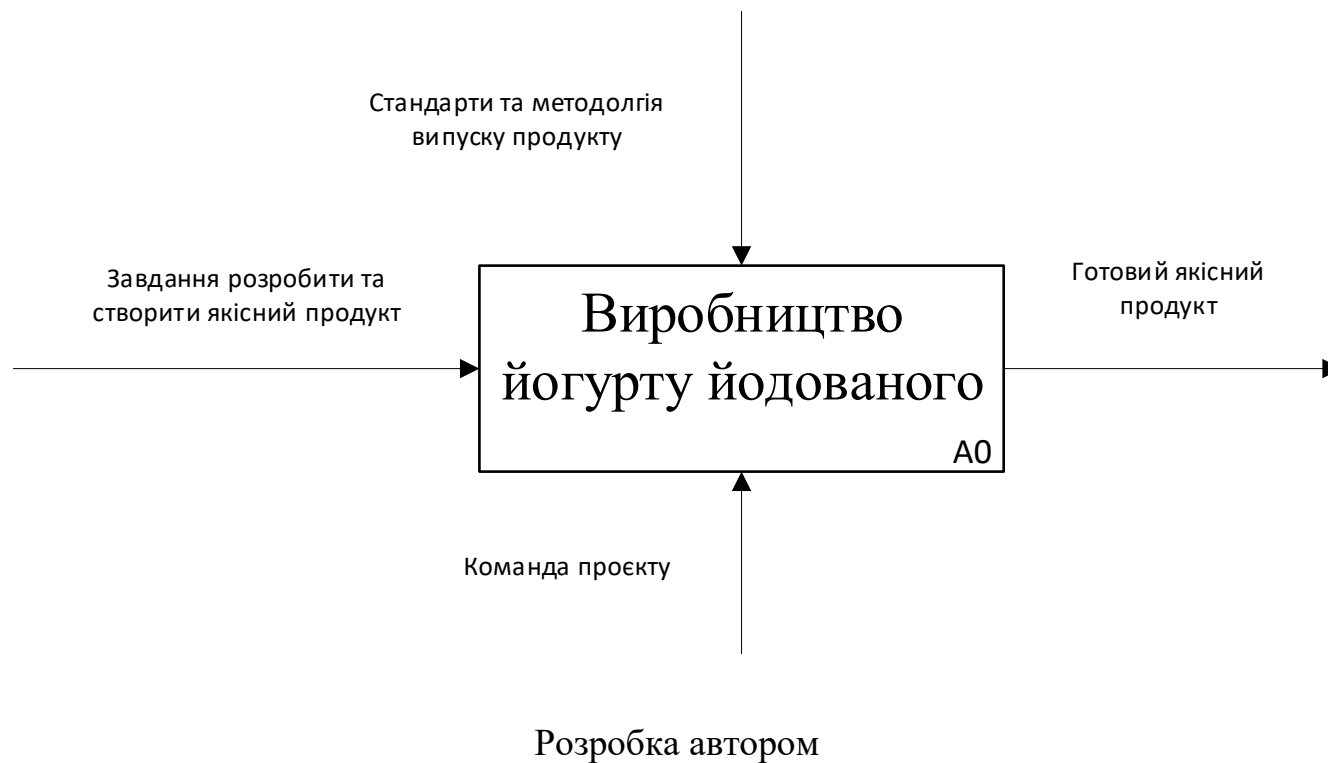 Стандарти та методолгія
випуску продукту
Завдання розробити та
створити якісний продукт
Виробництво
йогурту йодованого
A0
Готовий якісний
продукт
Команда проєкту
Розробка автором